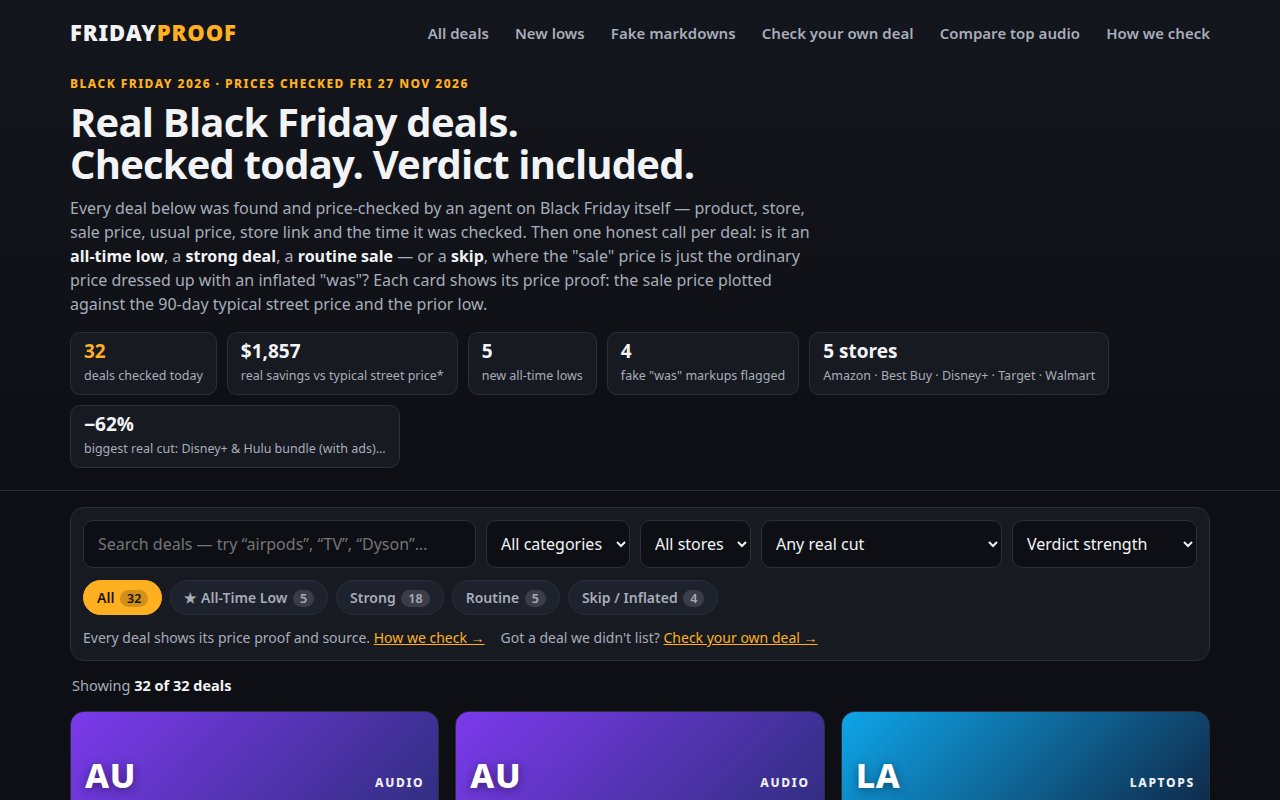 FRIDAYPROOF
All deals New lows Fake markdowns Check your own deal Compare top audio How we check
BLACK FRIDAY 2026 · PRICES CHECKED FRI 27 NOV 2026
Real Black Friday deals.
Checked today. Verdict included.
Every deal below was found and price-checked by an agent on Black Friday itself — product, store,
sale price, usual price, store link and the time it was checked. Then one honest call per deal: is it an
all-time low, a strong deal, a routine sale — or a skip, where the "sale" price is just the ordinary
price dressed up with an inflated "was"? Each card shows its price proof: the sale price plotted
against the 90-day typical street price and the prior low.
32
deals checked today
$1,857
real savings vs typical street price*
5
new all-time lows
4
fake "was" markups flagged
5 stores
Amazon · Best Buy · Disney+ · Target · Walmart
−62%
biggest real cut: Disney+ & Hulu bundle (with ads)…
Search deals — try “airpods”, “TV”, “Dyson”…
All categories
All stores
Any real cut
Verdict strength
All 32
★ All-Time Low 5
Strong 18
Routine 5
Skip / Inflated 4
Every deal shows its price proof and source. How we check → Got a deal we didn't list? Check your own deal →
Showing 32 of 32 deals
AU AUDIO
AU AUDIO
LA LAPTOPS